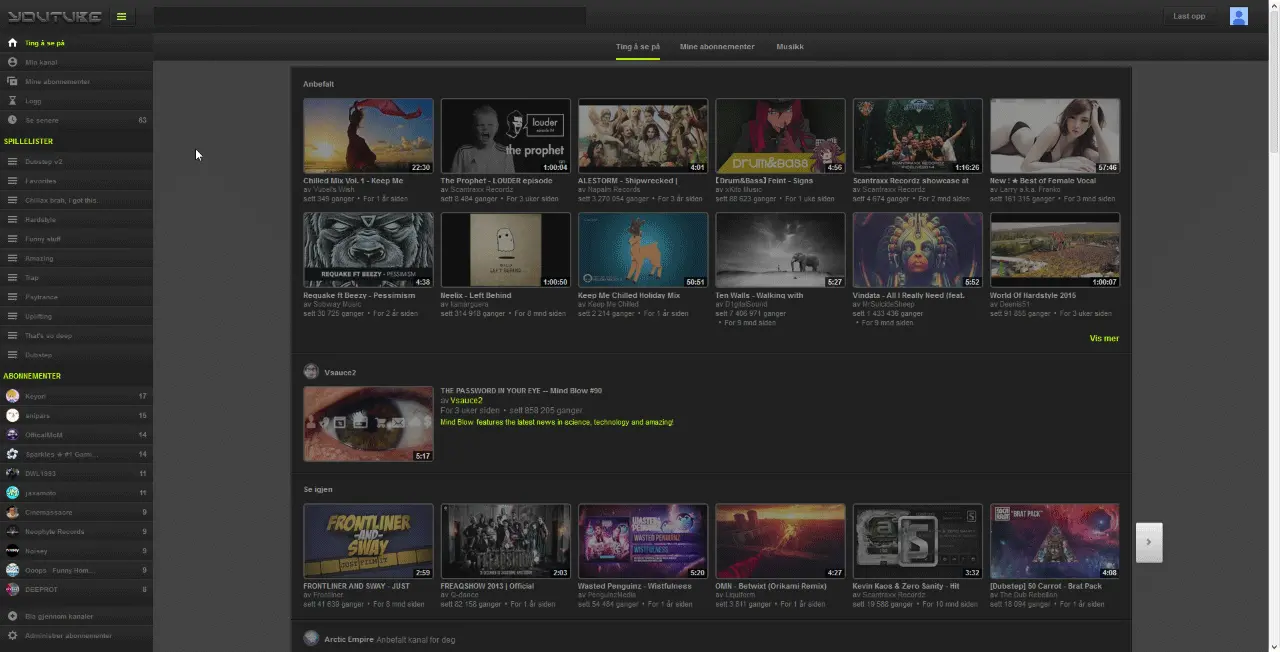 YOUTUBE
Last opp
Ting å se på
Mine abonnementer
Musikk
Ting å se på
Min kanal
Mine abonnementer
Logg
Se senere 63
SPILLELISTER
Dubstep v2
Favorites
Chillax brah, I got this..
Hardstyle
Funny stuff
Amazing
Trap
Psytrance
Uplifting
That's so deep
Dubstep
ABONNEMENTER
Keyori 17
snipars 15
OfficialMoM 14
Sparkles ★ #1 Gami... 14
DWL1993 11
jaxamoto 11
Cinemassacre 9
Neophyte Records 9
Nursey 9
Ooops - Funny Hom... 9
DEEPROT 8
Bla gjennom kanaler
Administrer abonnementer
Anbefalt
22:30
Chilled Mix Vol. 1 - Keep Me
av Yusei's Wish
sett 349 ganger • For 1 år siden
louder
the prophet
1:00:04
The Prophet - LOUDER episode
av Scantraxx Recordz
sett 8 484 ganger • For 3 uker siden
4:01
ALESTORM - Shipwrecked |
av Napalm Records
sett 3 270 054 ganger • For 3 år siden
DRUM&BASS
4:56
【Drum&Bass】Feint - Signs
av xKito Music
sett 88 623 ganger • For 1 uke siden
1:16:26
Scantraxx Recordz showcase at
av Scantraxx Recordz
sett 4 674 ganger • For 2 mnd siden
57:46
New ! ★ Best of Female Vocal
av Larry a.k.a. Franko
sett 161 315 ganger • For 3 mnd siden
REQUAKE FT BEEZY - PESSIMISM
4:38
Requake ft Beezy - Pessimism
av Subway Music
sett 30 725 ganger • For 2 år siden
LEFT BEHIND
1:00:50
Neelix - Left Behind
av kanzerguera
sett 314 918 ganger • For 8 mnd siden
50:51
Keep Me Chilled Holiday Mix
av Keep Me Chilled
sett 2 214 ganger • For 1 år siden
5:27
Ten Walls - Walking with
av D1gitalSound
sett 7 406 971 ganger
• For 9 mnd siden
5:52
Vindata - All I Really Need (feat.
av MrSuicideSheep
sett 1 433 436 ganger
• For 9 mnd siden
1:00:07
World Of Hardstyle 2015
av Deenie51
sett 91 855 ganger • For 3 uker siden
Vis mer
Vsauce2
5:17
THE PASSWORD IN YOUR EYE -- Mind Blow #90
av Vsauce2
For 3 uker siden • sett 858 205 ganger
Mind Blow features the latest news in science, technology and amazing!
Se igjen
FRONTLINER
-AND-
SWAY
2:59
FRONTLINER AND SWAY - JUST
av Frontliner
sett 41 639 ganger • For 8 mnd siden
2:03
FREAQSHOW 2013 | Official
av Q-dance
sett 82 156 ganger • For 1 år siden
WASTED PENGUINZ
WISTFULNESS
5:20
Wasted Penguinz - Wistfulness
av PenguinzMedia
sett 54 484 ganger • For 1 år siden
4:27
OMN - Betwixt (Orikami Remix)
av Liquiform
sett 3 811 ganger • For 1 år siden
3:32
Kevin Kaos & Zero Sanity - Hit
av Scantraxx Recordz
sett 19 588 ganger • For 10 mnd siden
"BRAT PACK"
4:08
[Dubstep] 50 Carrot - Brat Pack
av The Dub Rebellion
sett 18 094 ganger • For 1 år siden
Arctic Empire Anbefalt kanal for deg